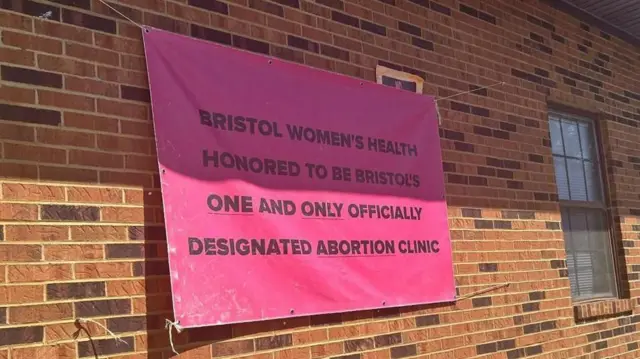 BRISTOL WOMEN'S HEALTH
HONORED TO BE BRISTOL'S
ONE AND ONLY OFFICIALLY
DESIGNATED ABORTION CLINIC